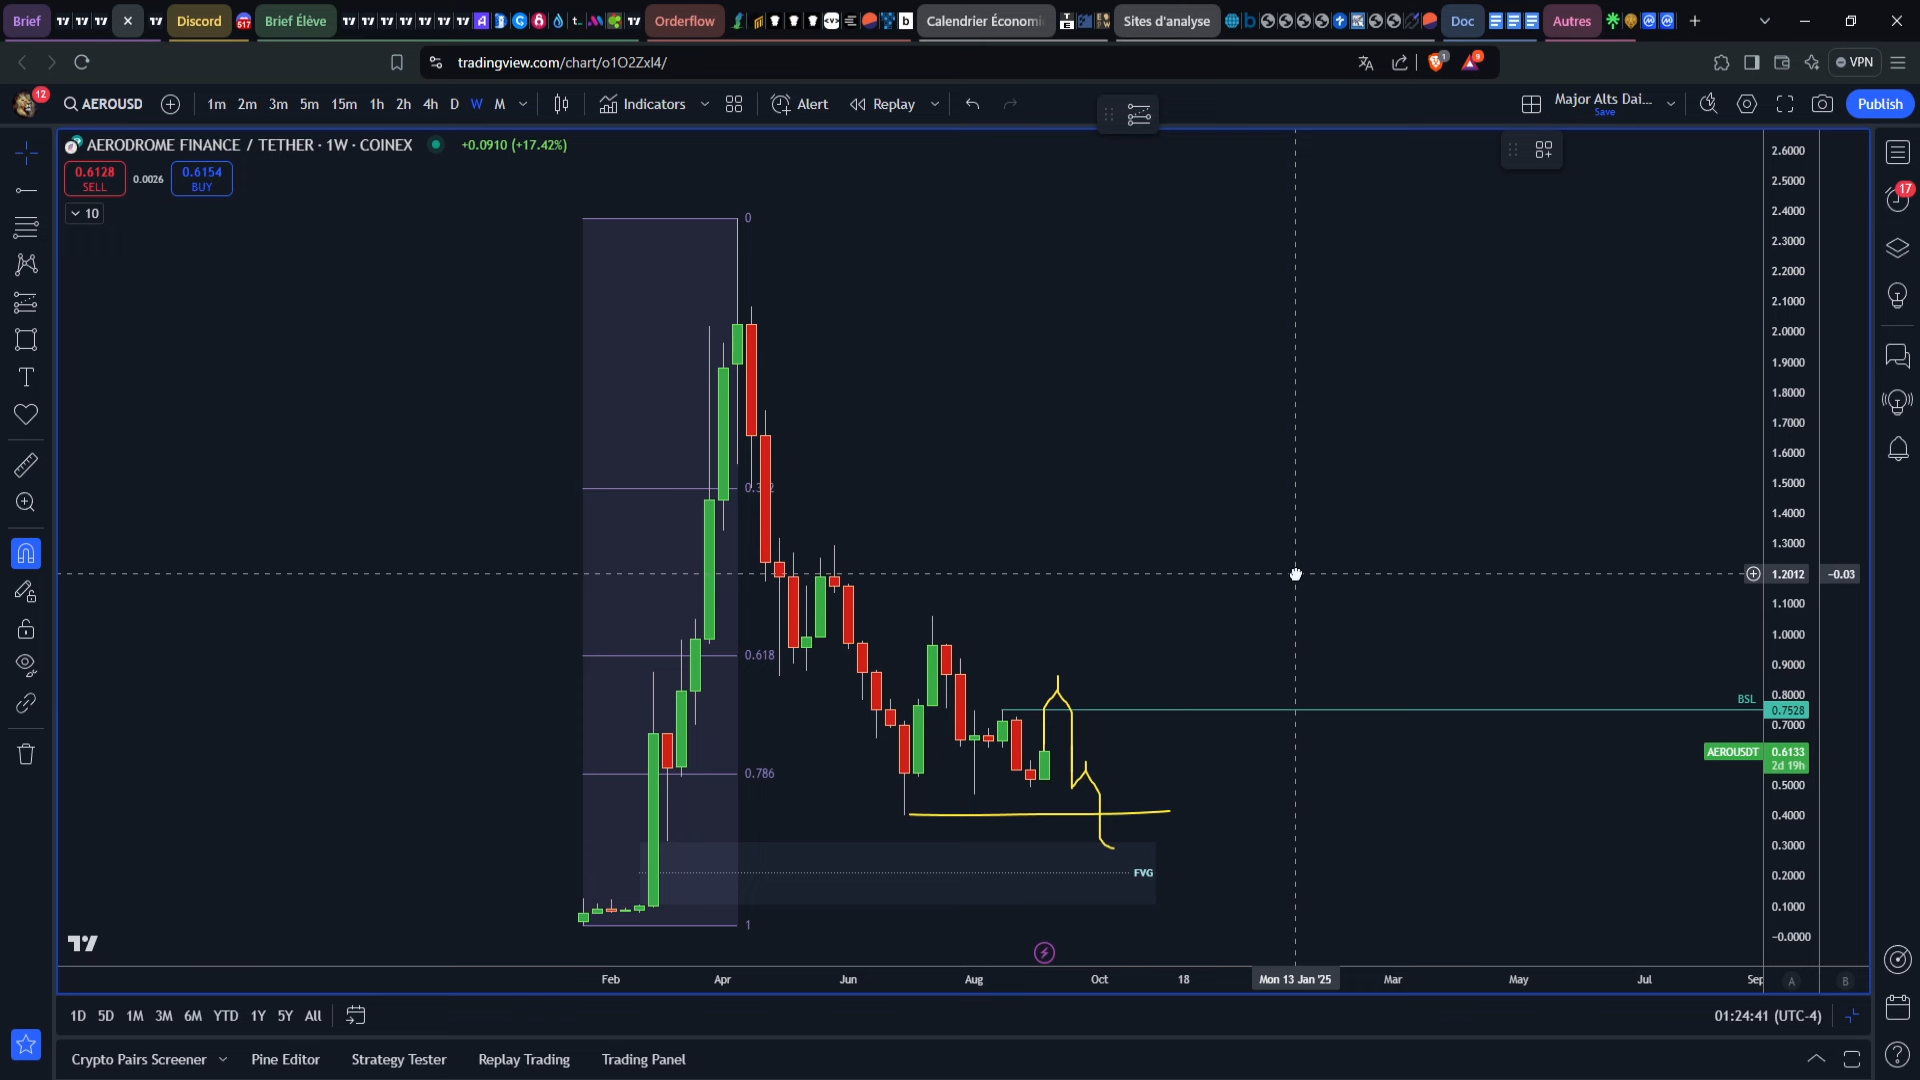 Brief
Discord
517
Brief Élève
Orderflow
Calendrier Économi
Sites d'analyse
Doc
Autres
tradingview.com/chart/o1O2Zxl4/
1
9
VPN
12
AEROUSD
1m 2m 3m 5m 15m 1h 2h 4h D W M
Indicators
Alert
Replay
Major Alts Dai...
Save
Publish
AERODROME FINANCE / TETHER · 1W · COINEX
+0.0910 (+17.42%)
0.6128
SELL
0.0026
0.6154
BUY
10
17
0
0.618
0.786
1
BSL
FVG
2.6000
2.5000
2.4000
2.3000
2.2000
2.1000
2.0000
1.9000
1.8000
1.7000
1.6000
1.5000
1.4000
1.3000
1.2012
−0.03
1.1000
1.0000
0.9000
0.8000
0.7528
0.7000
AEROUSDT
0.6133
2d 19h
0.5000
0.4000
0.3000
0.2000
0.1000
−0.0000
Feb Apr Jun Aug Oct 18 Mon 13 Jan '25 Mar May Jul Sep
A
B
1D 5D 1M 3M 6M YTD 1Y 5Y All
01:24:41 (UTC-4)
Crypto Pairs Screener
Pine Editor
Strategy Tester
Replay Trading
Trading Panel